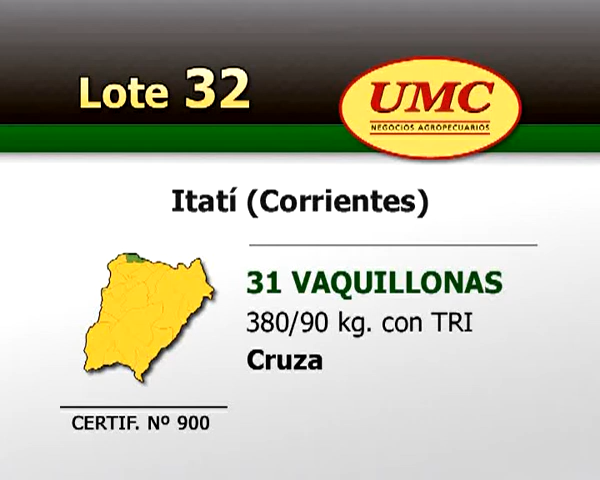 Lote 32
UMC
NEGOCIOS AGROPECUARIOS
Itatí (Corrientes)
31 VAQUILLONAS
380/90 kg. con TRI
Cruza
CERTIF. Nº 900